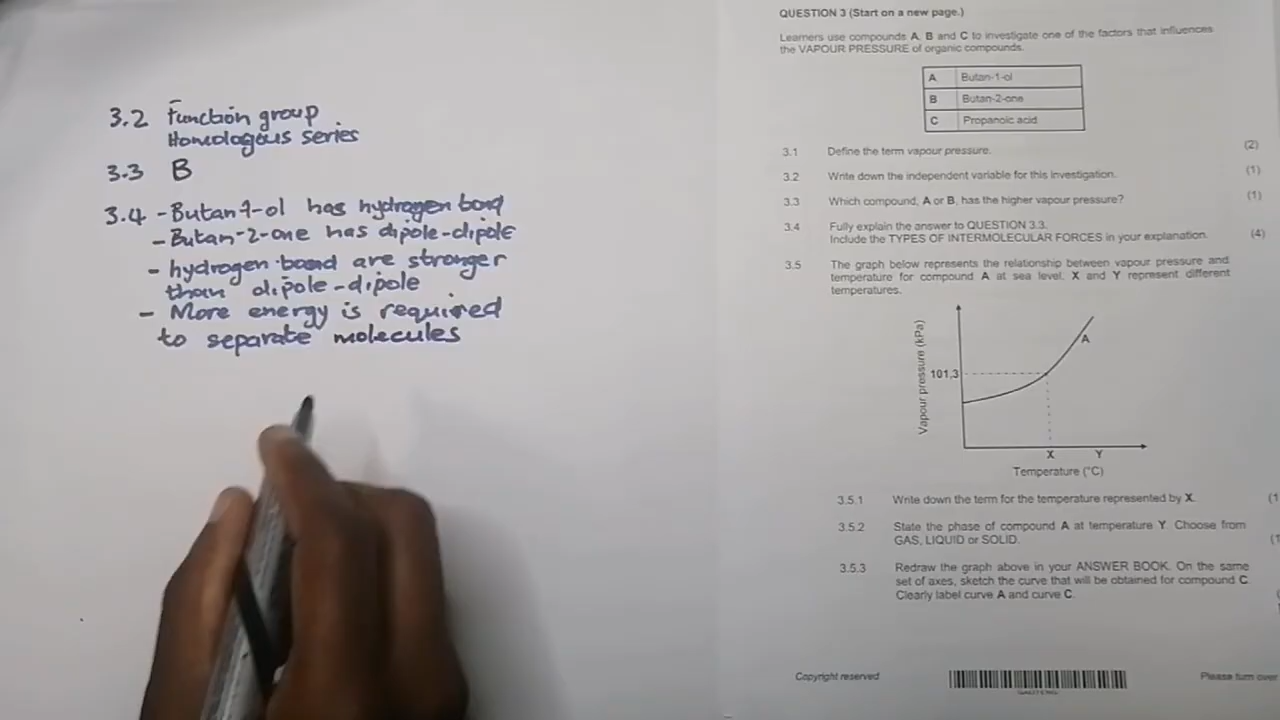 3.2 Function group
Homologous series
3.3 B
3.4 - Butan-1-ol has hydrogen bond
- Butan-2-one has dipole-dipole
- hydrogen bond are stronger
than dipole-dipole
- More energy is required
to separate molecules
QUESTION 3 (Start on a new page.)
Learners use compounds A, B and C to investigate one of the factors that influences
the VAPOUR PRESSURE of organic compounds.
A Butan-1-ol
B Butan-2-one
C Propanoic acid
3.1 Define the term vapour pressure. (2)
3.2 Write down the independent variable for this investigation. (1)
3.3 Which compound, A or B, has the higher vapour pressure? (1)
3.4 Fully explain the answer to QUESTION 3.3.
Include the TYPES OF INTERMOLECULAR FORCES in your explanation. (4)
3.5 The graph below represents the relationship between vapour pressure and
temperature for compound A at sea level. X and Y represent different
temperatures.
Vapour pressure (kPa)
A
101,3
X Y
Temperature (°C)
3.5.1 Write down the term for the temperature represented by X. (1
3.5.2 State the phase of compound A at temperature Y. Choose from
GAS, LIQUID or SOLID. (1
3.5.3 Redraw the graph above in your ANSWER BOOK. On the same
set of axes, sketch the curve that will be obtained for compound C.
Clearly label curve A and curve C.
Copyright reserved Please turn over